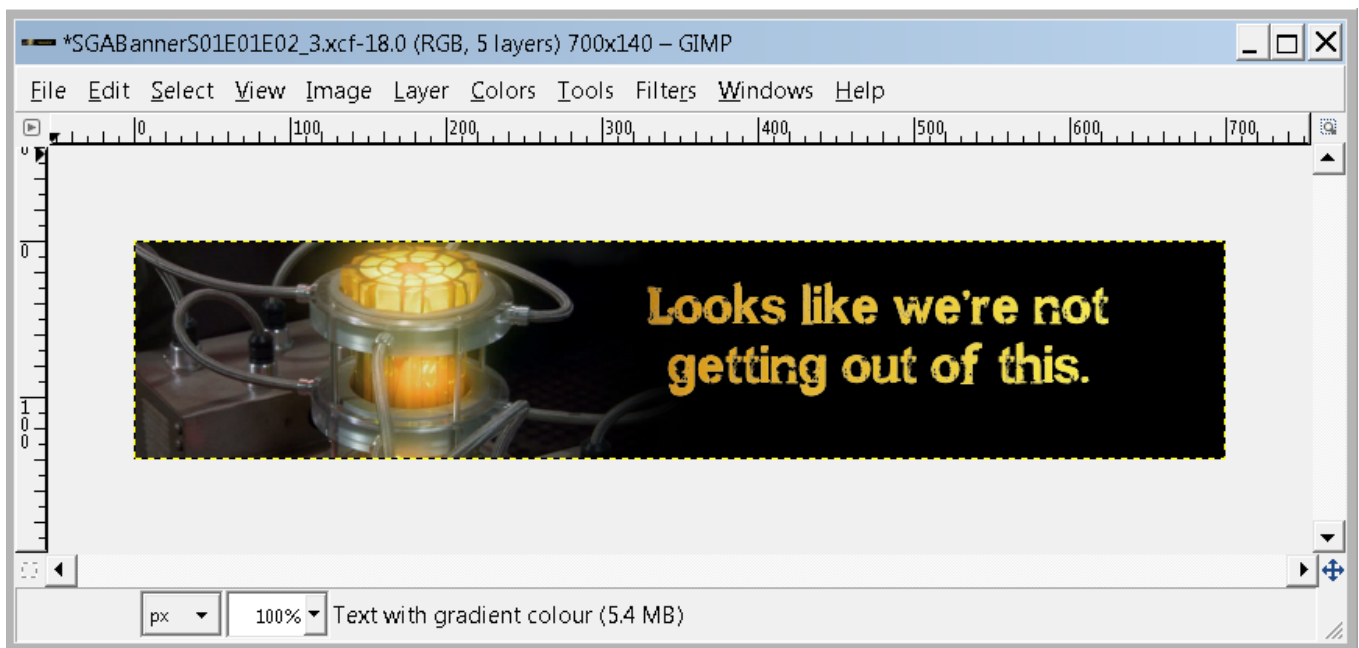 *SGABannerS01E01E02_3.xcf-18.0 (RGB, 5 layers) 700x140 – GIMP
File Edit Select View Image Layer Colors Tools Filters Windows Help
0 100 200 300 400 500 600 700
0
Looks like we're not
getting out of this.
100
px 100% Text with gradient colour (5.4 MB)